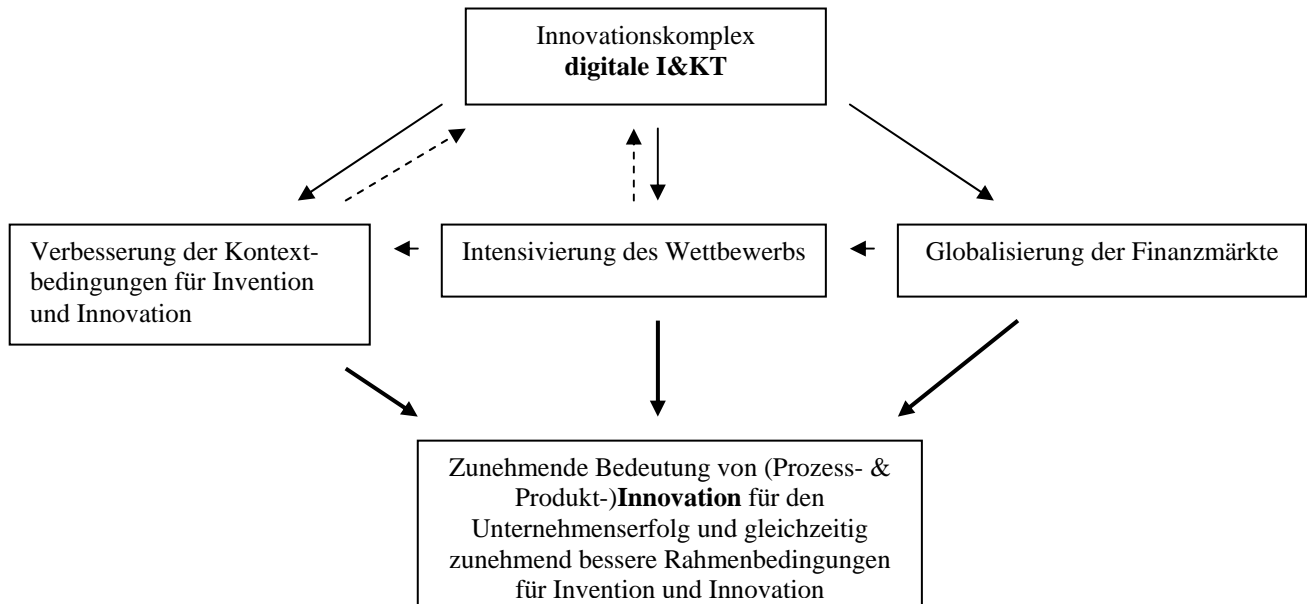 Innovationskomplex
digitale I&KT
Verbesserung der Kontext-
bedingungen für Invention
und Innovation
Intensivierung des Wettbewerbs
Globalisierung der Finanzmärkte
Zunehmende Bedeutung von (Prozess- &
Produkt-)Innovation für den
Unternehmenserfolg und gleichzeitig
zunehmend bessere Rahmenbedingungen
für Invention und Innovation